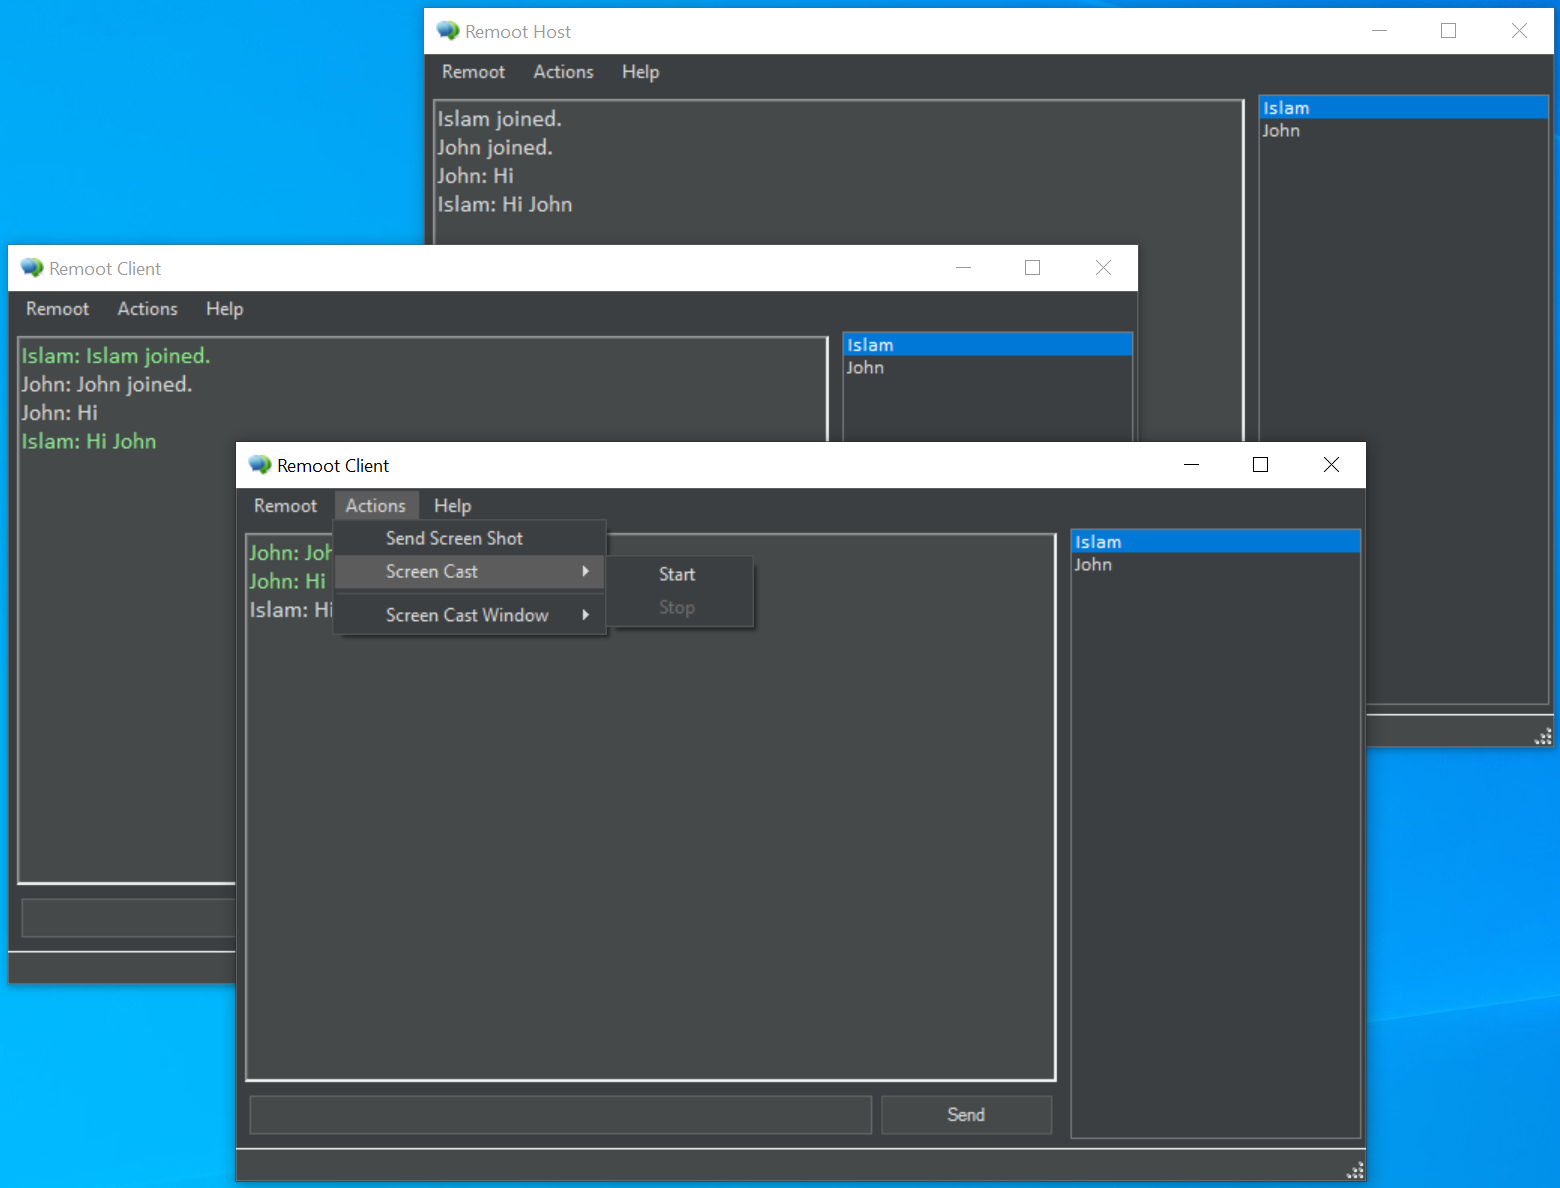 Remoot Host
Remoot Actions Help
Islam joined.
John joined.
John: Hi
Islam: Hi John
Islam
John
Remoot Client
Remoot Actions Help
Islam: Islam joined.
John: John joined.
John: Hi
Islam: Hi John
Islam
John
Remoot Client
Remoot Actions Help
Send Screen Shot
Screen Cast
Screen Cast Window
Start
Stop
John: Joh
John: Hi
Islam: Hi
Islam
John
Send